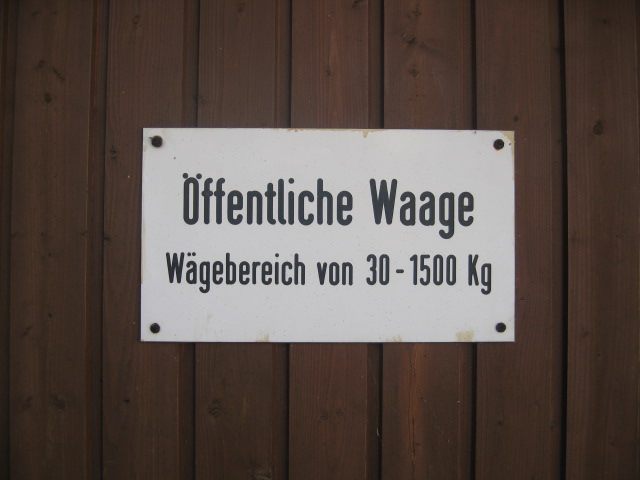 Öffentliche Waage
Wägebereich von 30 - 1500 Kg